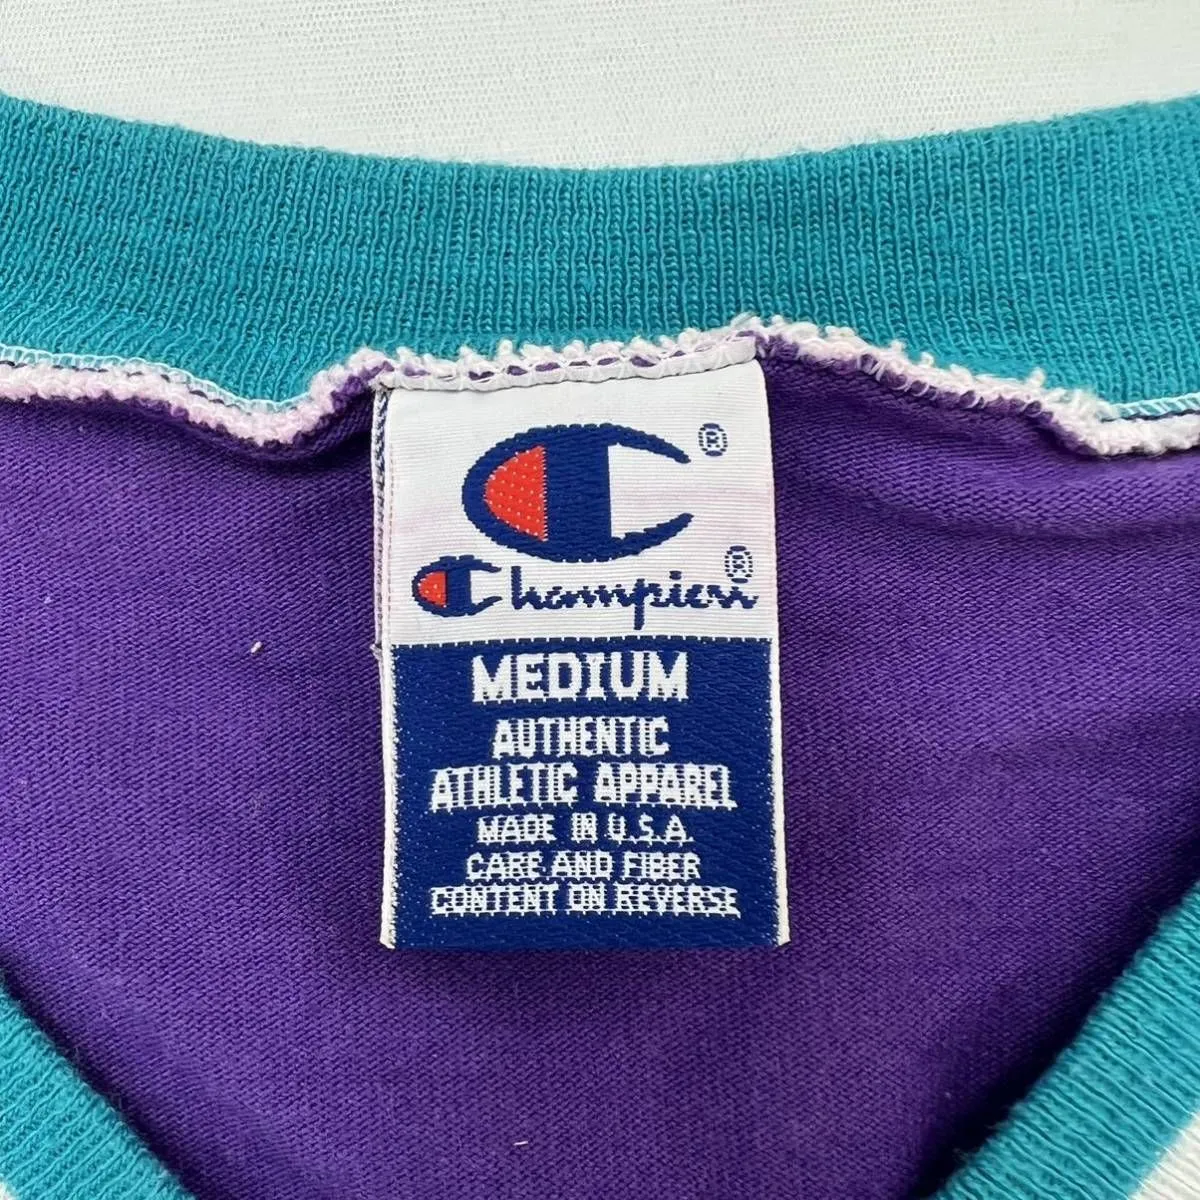 ®
Champion®
MEDIUM
AUTHENTIC
ATHLETIC APPAREL
MADE IN U.S.A.
CARE AND FIBER
CONTENT ON REVERSE